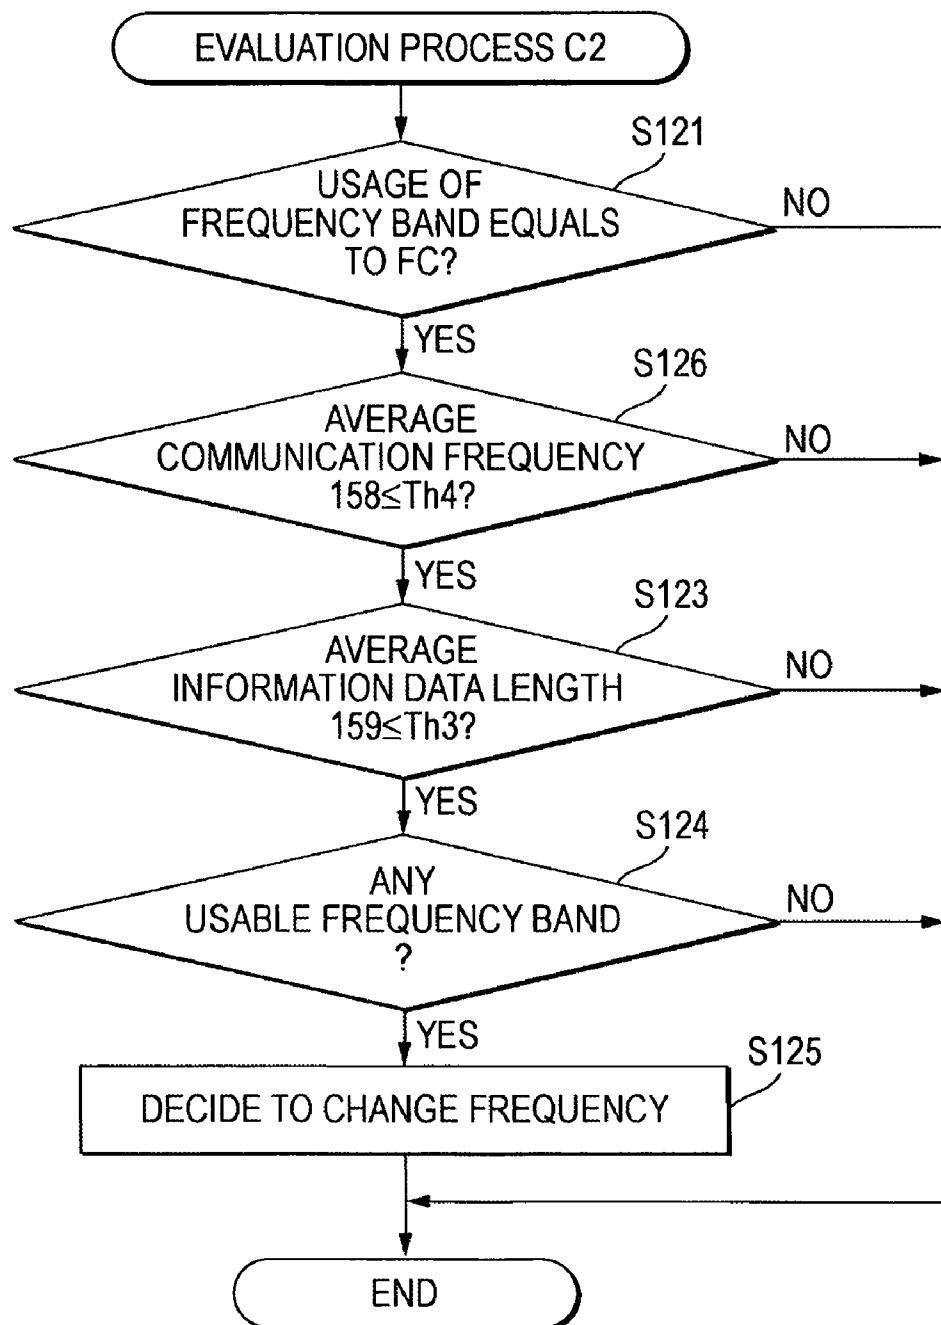 EVALUATION PROCESS C2
S121
USAGE OF
FREQUENCY BAND EQUALS
TO FC?
NO
YES
S126
AVERAGE
COMMUNICATION FREQUENCY
158≤Th4?
NO
YES
S123
AVERAGE
INFORMATION DATA LENGTH
159≤Th3?
NO
YES
S124
ANY
USABLE FREQUENCY BAND
?
NO
YES
S125
DECIDE TO CHANGE FREQUENCY
END